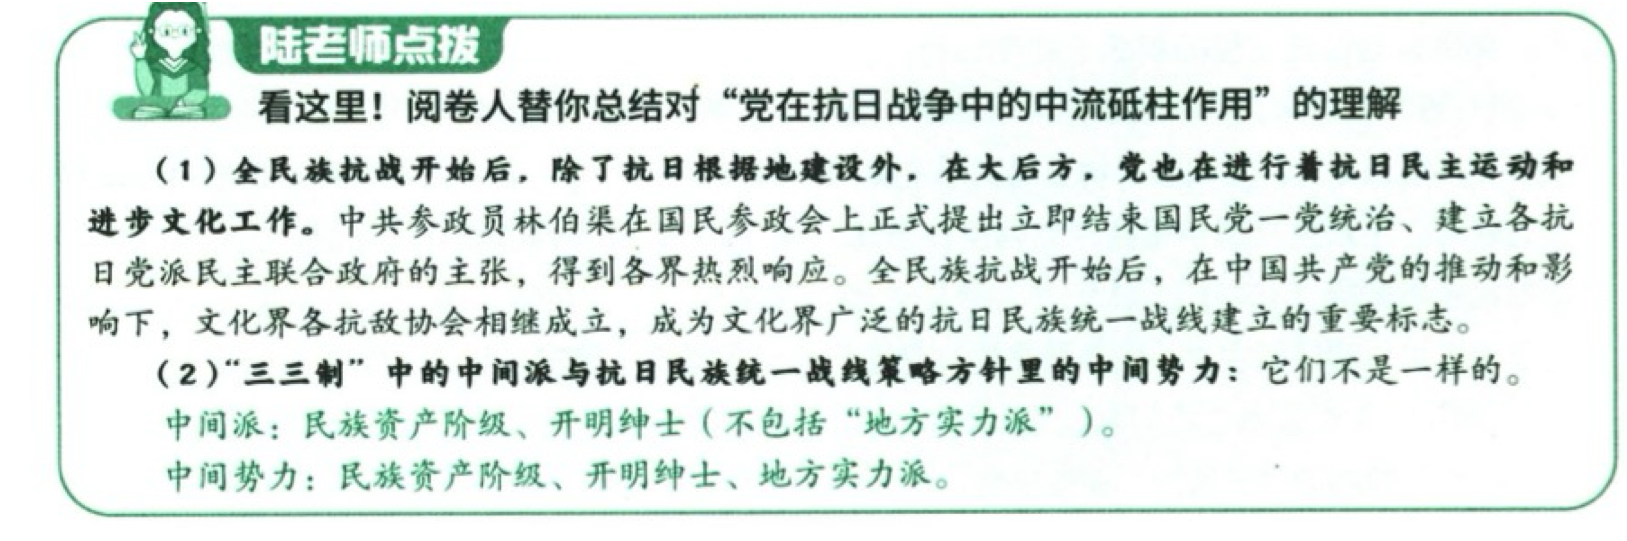 陆老师点拨
看这里！阅卷人替你总结对“党在抗日战争中的中流砥柱作用”的理解
（1）全民族抗战开始后，除了抗日根据地建设外，在大后方，党也在进行着抗日民主运动和
进步文化工作。中共参政员林伯渠在国民参政会上正式提出立即结束国民党一党统治、建立各抗
日党派民主联合政府的主张，得到各界热烈响应。全民族抗战开始后，在中国共产党的推动和影
响下，文化界各抗敌协会相继成立，成为文化界广泛的抗日民族统一战线建立的重要标志。
（2）“三三制”中的中间派与抗日民族统一战线策略方针里的中间势力：它们不是一样的。
中间派：民族资产阶级、开明绅士（不包括“地方实力派”）。
中间势力：民族资产阶级、开明绅士、地方实力派。